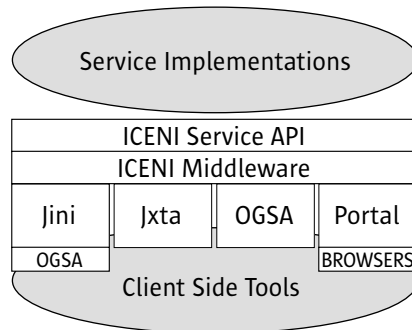 Service Implementations
ICENI Service API
ICENI Middleware
Jini Jxta OGSA Portal
OGSA BROWSERS
Client Side Tools